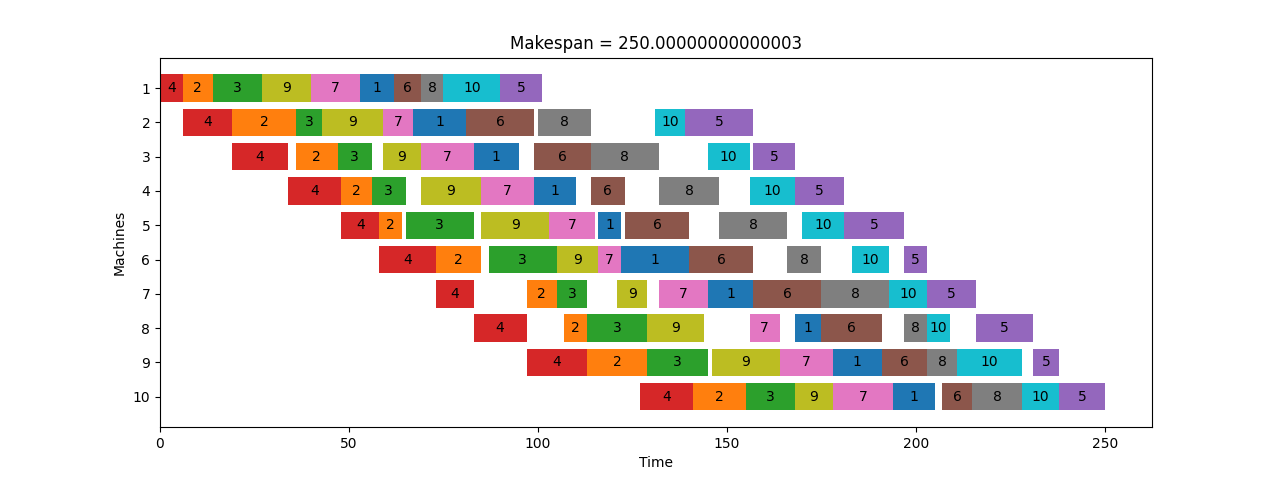 Makespan = 250.00000000000003
1 4 2 3 9 7 1 6 8 10 5
2 4 2 3 9 7 1 6 8 10 5
3 4 2 3 9 7 1 6 8 10 5
4 4 2 3 9 7 1 6 8 10 5
5 4 2 3 9 7 1 6 8 10 5
6 4 2 3 9 7 1 6 8 10 5
7 4 2 3 9 7 1 6 8 10 5
8 4 2 3 9 7 1 6 8 10 5
9 4 2 3 9 7 1 6 8 10 5
10 4 2 3 9 7 1 6 8 10 5
Machines
0 50 100 150 200 250
Time